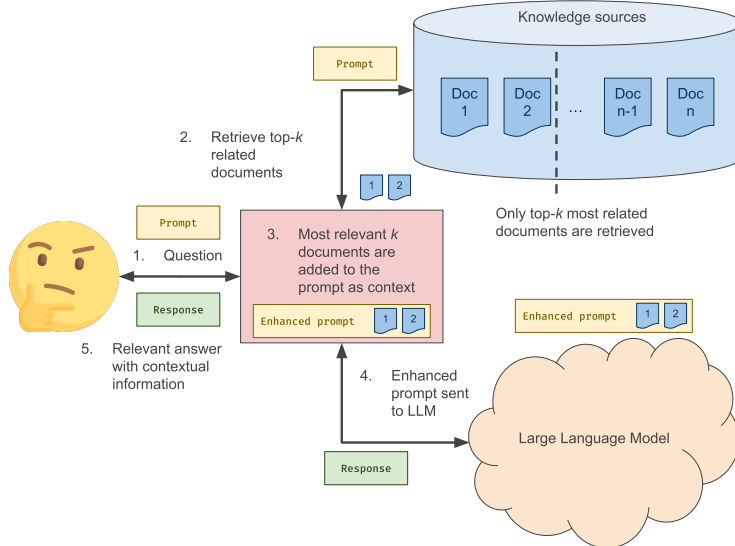 Knowledge sources
Prompt
Doc
1
Doc
2
...
Doc
n-1
Doc
n
2. Retrieve top-k
related
documents
1 2
Only top-k most related
documents are retrieved
Prompt
1. Question
Response
5. Relevant answer
with contextual
information
3. Most relevant k
documents are
added to the
prompt as context
Enhanced prompt 1 2
4. Enhanced
prompt sent
to LLM
Response
Enhanced prompt 1 2
Large Language Model